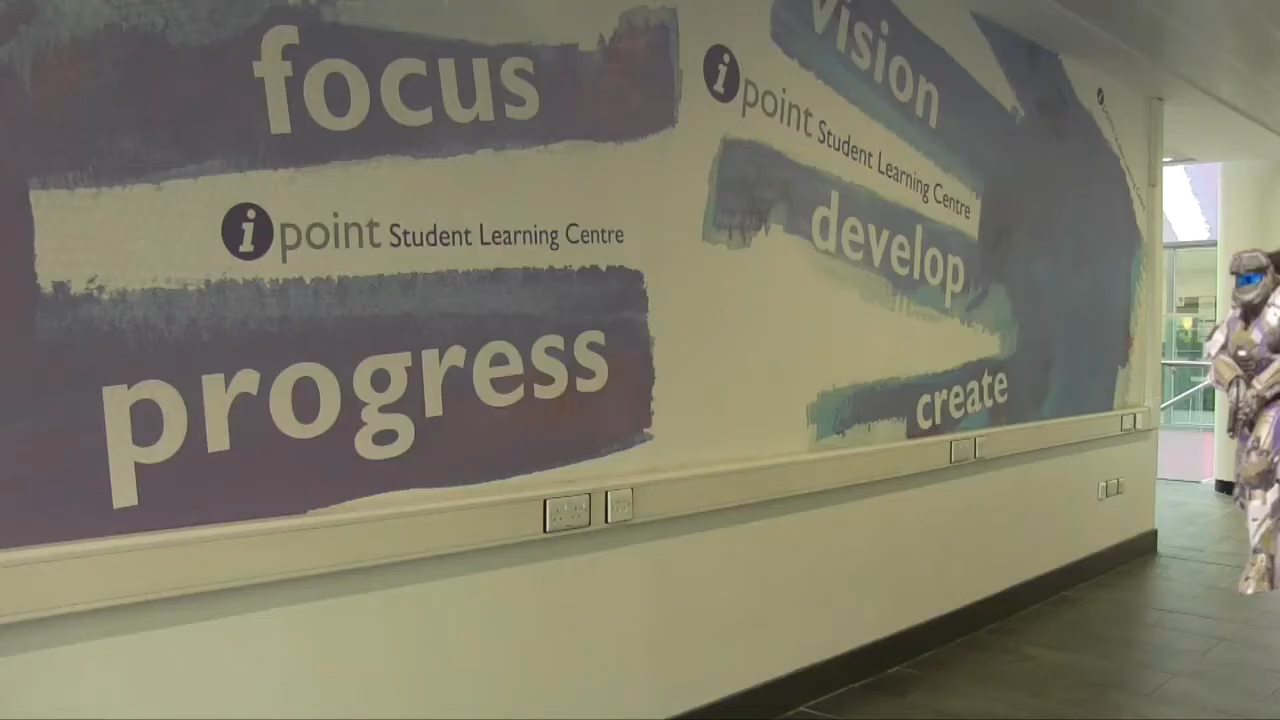 focus
i point Student Learning Centre
progress
vision
i point Student Learning Centre
develop
create